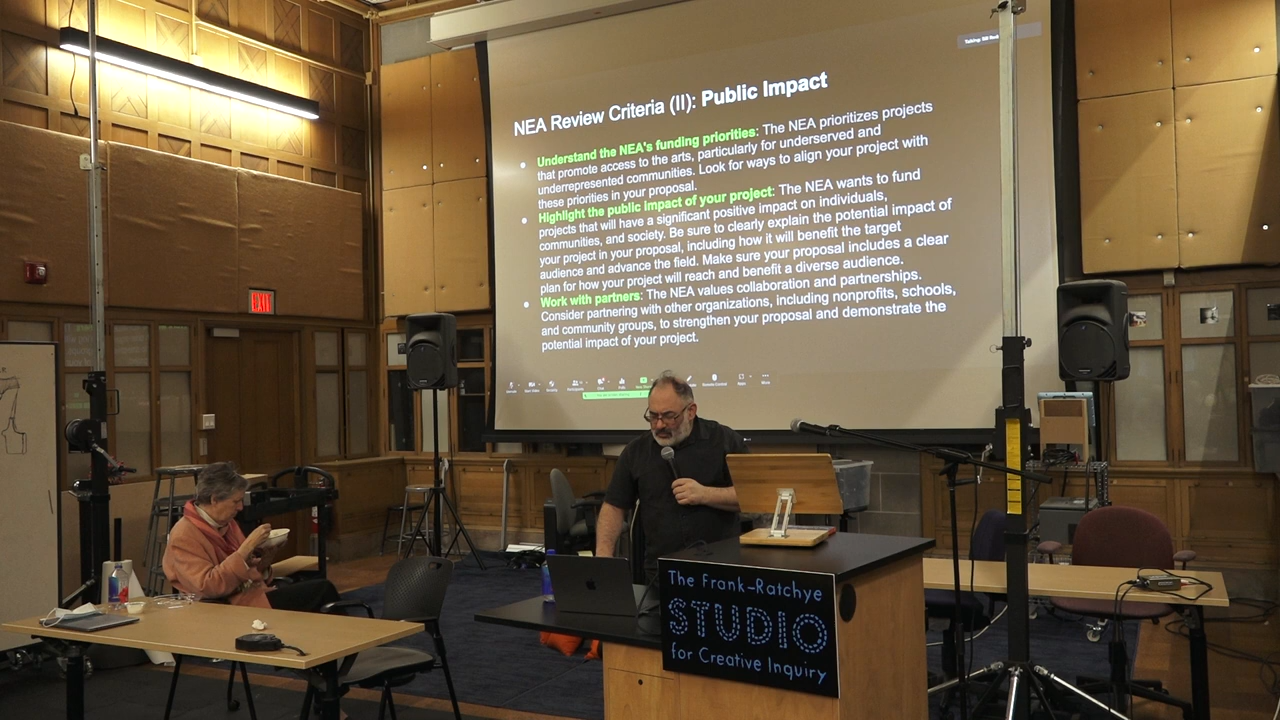 NEA Review Criteria (II): Public Impact
Understand the NEA's funding priorities: The NEA prioritizes projects
that promote access to the arts, particularly for underserved and
underrepresented communities. Look for ways to align your project with
these priorities in your proposal.
Highlight the public impact of your project: The NEA wants to fund
projects that will have a significant positive impact on individuals,
communities, and society. Be sure to clearly explain the potential impact of
your project in your proposal, including how it will benefit the target
audience and advance the field. Make sure your proposal includes a clear
plan for how your project will reach and benefit a diverse audience.
Work with partners: The NEA values collaboration and partnerships.
Consider partnering with other organizations, including nonprofits, schools,
and community groups, to strengthen your proposal and demonstrate the
potential impact of your project.
EXIT
The Frank-Ratchye
STUDIO
for Creative Inquiry